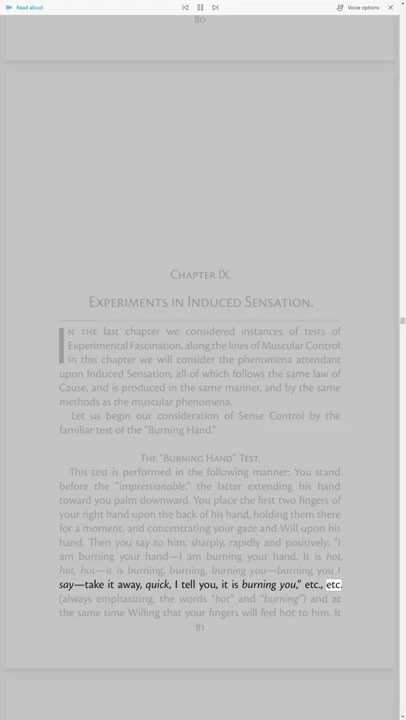 Read aloud
Voice options
80
Chapter IX.
Experiments in Induced Sensation.
In the last chapter we considered instances of tests of
Experimental Fascination, along the lines of Muscular Control.
In this chapter we will consider the phenomena attendant
upon Induced Sensation, all of which follows the same law of
Cause, and is produced in the same manner, and by the same
methods as the muscular phenomena.
Let us begin our consideration of Sense Control by the
familiar test of the "Burning Hand."
The "Burning Hand" Test.
This test is performed in the following manner: You stand
before the "impressionable," the latter extending his hand
toward you palm downward. You place the first two fingers of
your right hand upon the back of his hand, holding them there
for a moment, and concentrating your gaze and Will upon his
hand. Then you say to him, sharply, rapidly and positively: "I
am burning your hand—I am burning your hand. It is hot,
hot, hot—it is burning, burning, burning you—burning you I
say—take it away, quick, I tell you, it is burning you," etc., etc.
(always emphasizing, the words "hot" and "burning") and at
the same time Willing that your fingers will feel hot to him. It
81